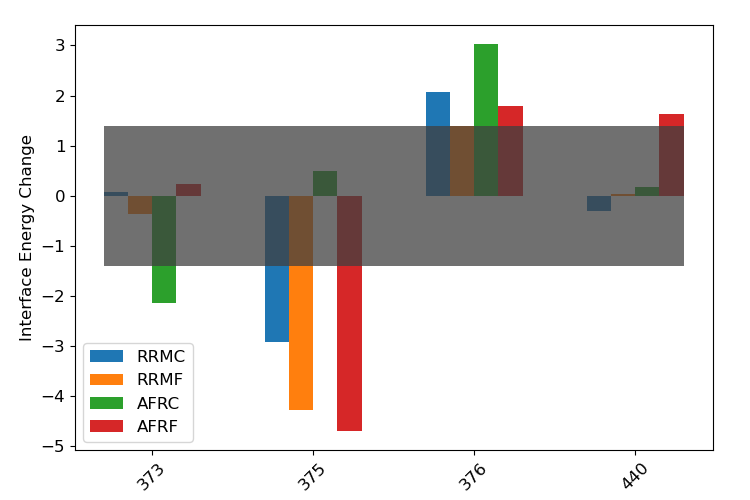 3
2
1
0
−1
−2
−3
−4
−5
Interface Energy Change
RRMC
RRMF
AFRC
AFRF
373
375
376
440